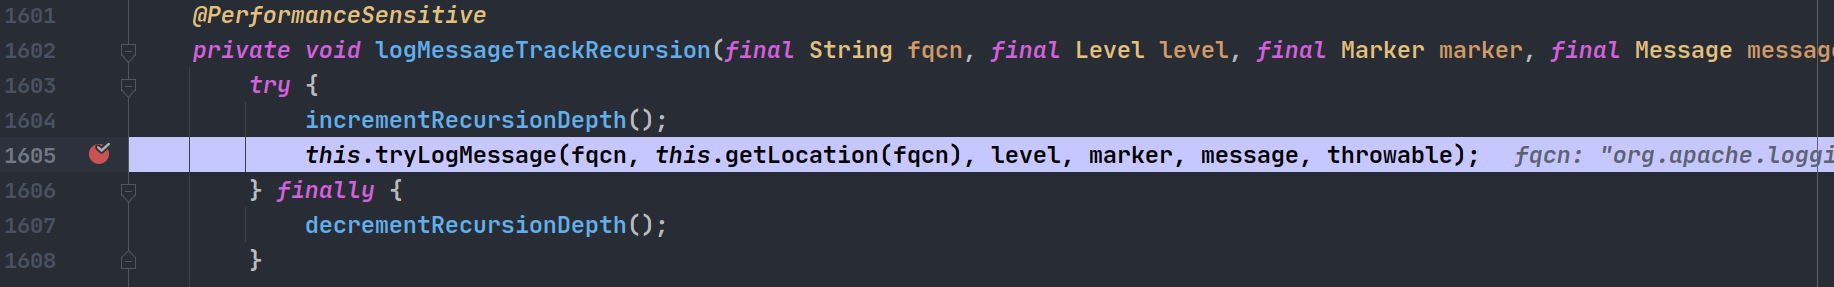 1601 @PerformanceSensitive
1602 private void logMessageTrackRecursion(final String fqcn, final Level level, final Marker marker, final Message messag
1603 try {
1604 incrementRecursionDepth();
1605 this.tryLogMessage(fqcn, this.getLocation(fqcn), level, marker, message, throwable); fqcn: "org.apache.loggi
1606 } finally {
1607 decrementRecursionDepth();
1608 }